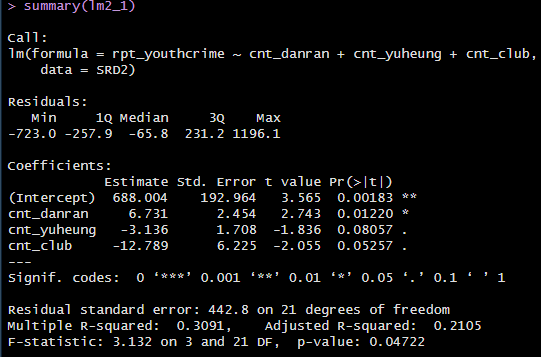 > summary(lm2_1)
Call:
lm(formula = rpt_youthcrime ~ cnt_danran + cnt_yuheung + cnt_club,
    data = SRD2)
Residuals:
   Min     1Q Median     3Q    Max
-723.0 -257.9  -65.8  231.2 1196.1
Coefficients:
            Estimate Std. Error t value Pr(>|t|)
(Intercept)  688.004    192.964   3.565  0.00183 **
cnt_danran     6.731      2.454   2.743  0.01220 *
cnt_yuheung   -3.136      1.708  -1.836  0.08057 .
cnt_club     -12.789      6.225  -2.055  0.05257 .
---
Signif. codes:  0 ‘***’ 0.001 ‘**’ 0.01 ‘*’ 0.05 ‘.’ 0.1 ‘ ’ 1
Residual standard error: 442.8 on 21 degrees of freedom
Multiple R-squared:  0.3091,    Adjusted R-squared:  0.2105
F-statistic: 3.132 on 3 and 21 DF,  p-value: 0.04722